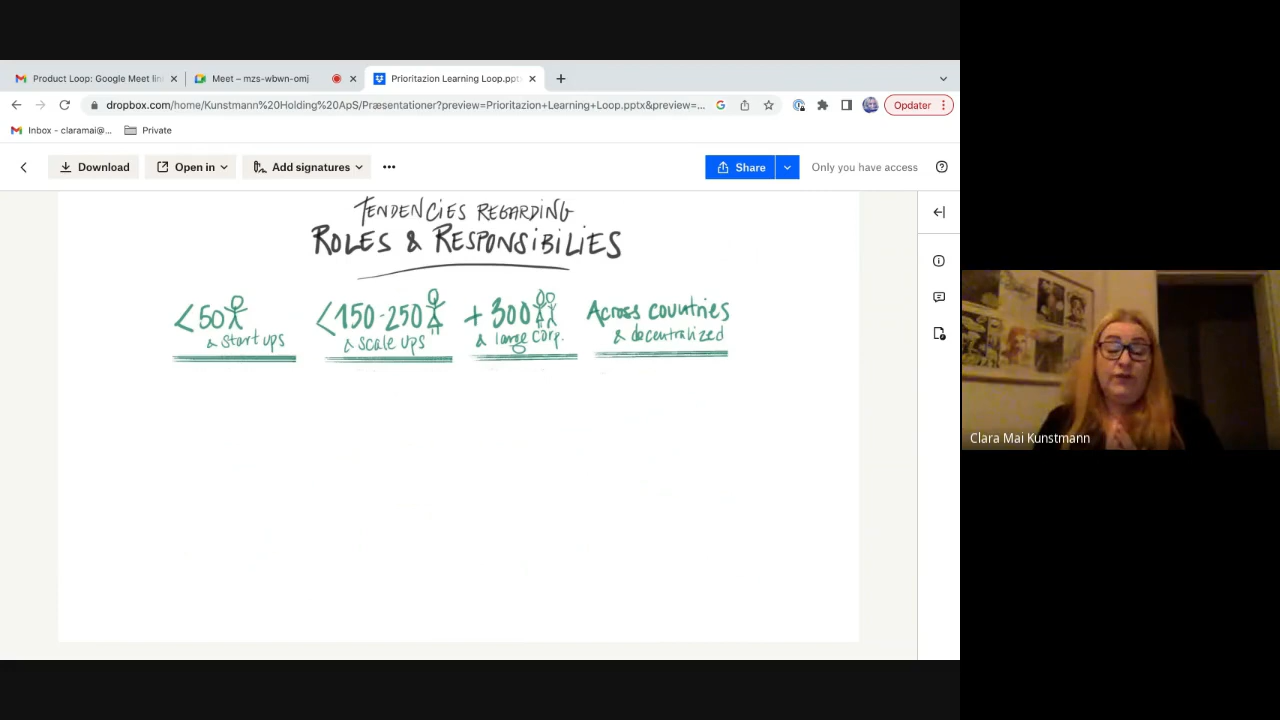 Product Loop: Google Meet lin
Meet – mzs-wbwn-omj
Prioritazion Learning Loop.ppt
dropbox.com/home/Kunstmann%20Holding%20ApS/Præsentationer?preview=Prioritazion+Learning+Loop.pptx&preview=...
Opdater
Inbox - claramai@...
Private
Download
Open in
Add signatures
Share
Only you have access
TENDENCIES REGARDING
ROLES & RESPONSIBILIES
<50
& start ups
<150-250
& scale ups
+ 300
& large corp.
Across countries
& decentralized
Clara Mai Kunstmann